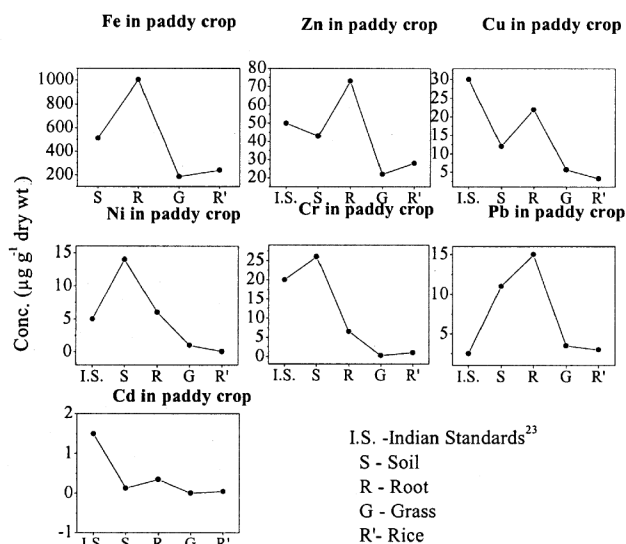 Fe in paddy crop
Zn in paddy crop
Cu in paddy crop
Conc. (µg g⁻¹ dry wt )
1000
800
600
400
200
S R G R'
80
70
60
50
40
30
20
I.S. S R G R'
30
25
20
15
10
5
I.S. S R G R'
Ni in paddy crop
Cr in paddy crop
Pb in paddy crop
15
10
5
0
I.S. S R G R'
25
20
15
10
5
0
I.S. S R G R'
15
10
5
I.S. S R G R'
Cd in paddy crop
2
1
0
-1
I.S. S R G R'
I.S. -Indian Standards²³
S - Soil
R - Root
G - Grass
R'- Rice